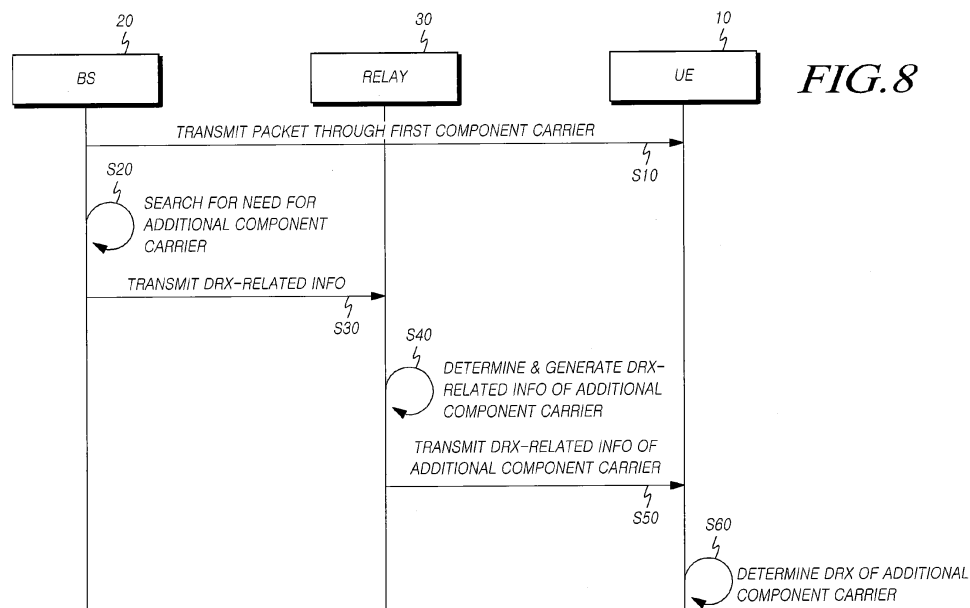 20
30
10
BS
RELAY
UE
FIG.8
TRANSMIT PACKET THROUGH FIRST COMPONENT CARRIER
S10
S20
SEARCH FOR NEED FOR
ADDITIONAL COMPONENT
CARRIER
TRANSMIT DRX-RELATED INFO
S30
S40
DETERMINE & GENERATE DRX-
RELATED INFO OF ADDITIONAL
COMPONENT CARRIER
TRANSMIT DRX-RELATED INFO OF
ADDITIONAL COMPONENT CARRIER
S50
S60
DETERMINE DRX OF ADDITIONAL
COMPONENT CARRIER